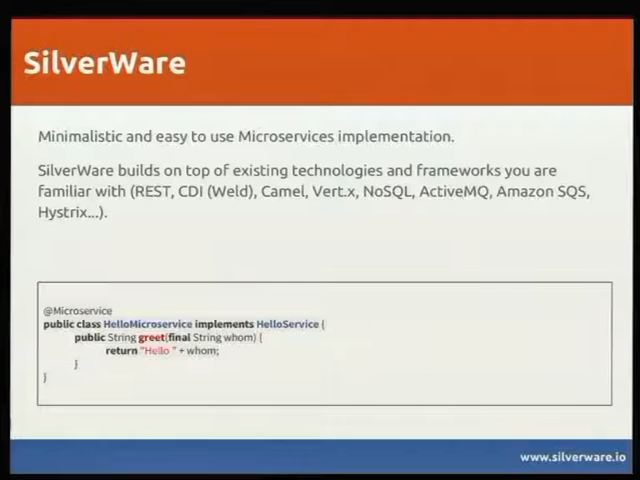 SilverWare
Minimalistic and easy to use Microservices implementation.
SilverWare builds on top of existing technologies and frameworks you are
familiar with (REST, CDI (Weld), Camel, Vert.x, NoSQL, ActiveMQ, Amazon SQS,
Hystrix...).
@Microservice
public class HelloMicroservice implements HelloService {
public String greet(final String whom) {
return "Hello " + whom;
}
}
www.silverware.io